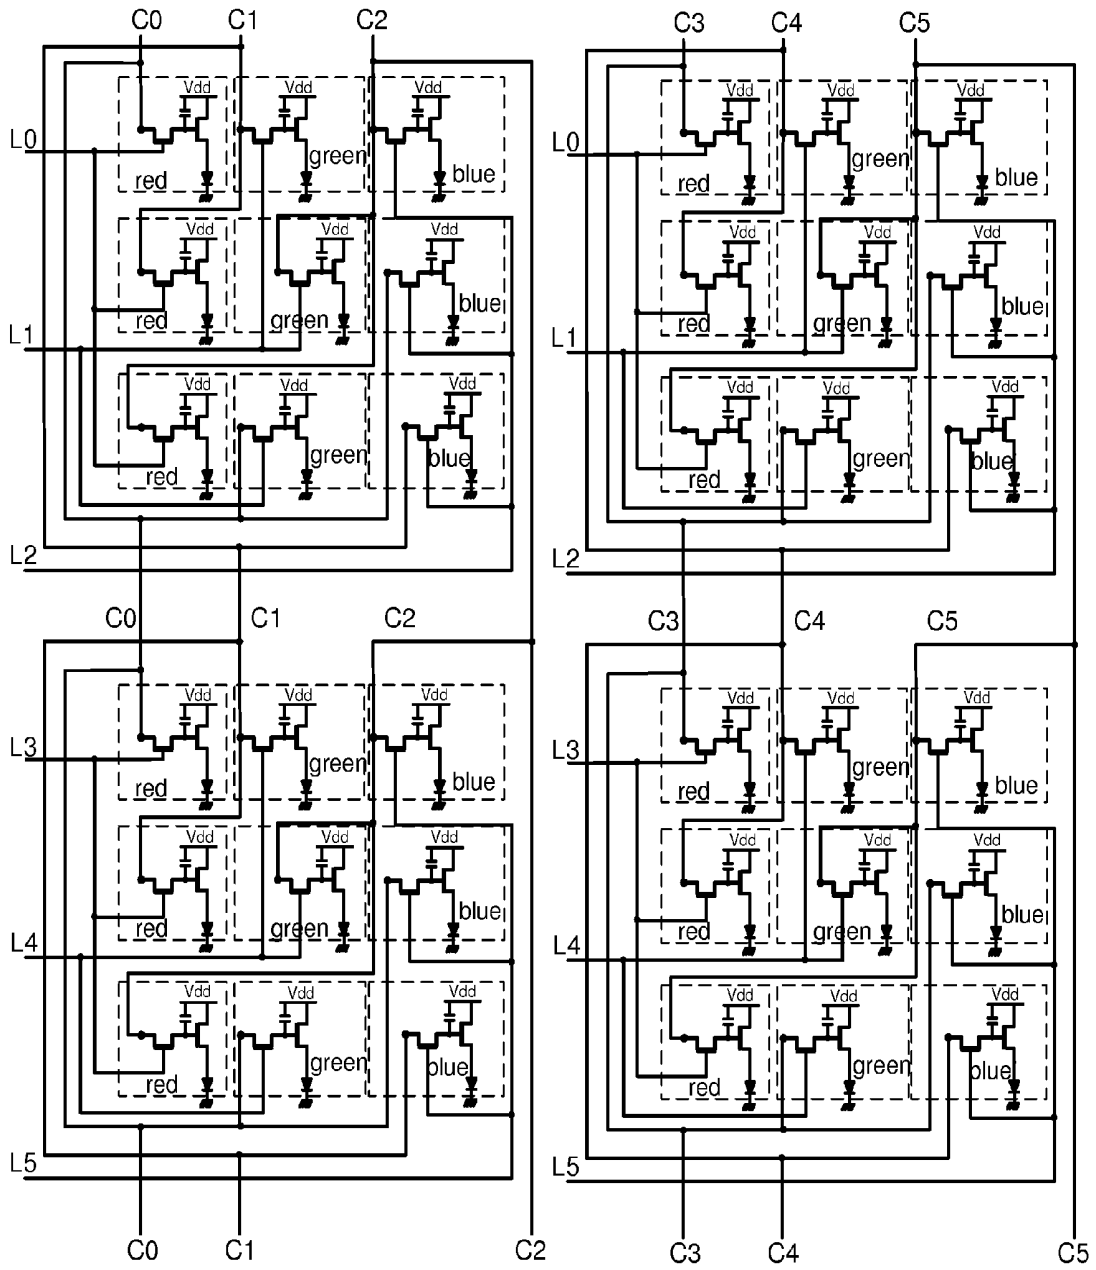 C0 C1 C2 C3 C4 C5
Vdd Vdd Vdd Vdd Vdd Vdd
L0 green blue L0 green blue
red red
Vdd Vdd Vdd Vdd Vdd Vdd
blue blue
L1 red green L1 red green
Vdd Vdd Vdd Vdd Vdd Vdd
green blue green blue
red red
L2 L2
C0 C1 C2 C3 C4 C5
Vdd Vdd Vdd Vdd Vdd Vdd
L3 green blue L3 green blue
red red
Vdd Vdd Vdd Vdd Vdd Vdd
blue blue
red green red green
L4 L4
Vdd Vdd Vdd Vdd Vdd Vdd
green blue green blue
red red
L5 L5
C0 C1 C2 C3 C4 C5